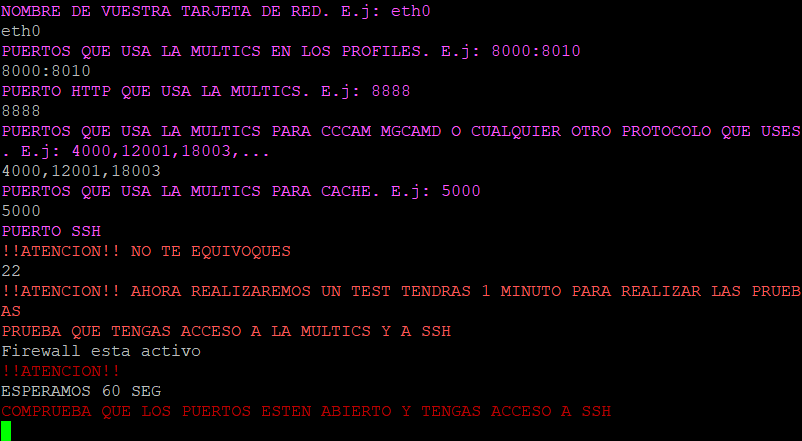 NOMBRE DE VUESTRA TARJETA DE RED. E.j: eth0
eth0
PUERTOS QUE USA LA MULTICS EN LOS PROFILES. E.j: 8000:8010
8000:8010
PUERTO HTTP QUE USA LA MULTICS. E.j: 8888
8888
PUERTOS QUE USA LA MULTICS PARA CCCAM MGCAMD O CUALQUIER OTRO PROTOCOLO QUE USES
. E.j: 4000,12001,18003,...
4000,12001,18003
PUERTOS QUE USA LA MULTICS PARA CACHE. E.j: 5000
5000
PUERTO SSH
!!ATENCION!! NO TE EQUIVOQUES
22
!!ATENCION!! AHORA REALIZAREMOS UN TEST TENDRAS 1 MINUTO PARA REALIZAR LAS PRUEB
AS
PRUEBA QUE TENGAS ACCESO A LA MULTICS Y A SSH
Firewall esta activo
!!ATENCION!!
ESPERAMOS 60 SEG
COMPRUEBA QUE LOS PUERTOS ESTEN ABIERTO Y TENGAS ACCESO A SSH